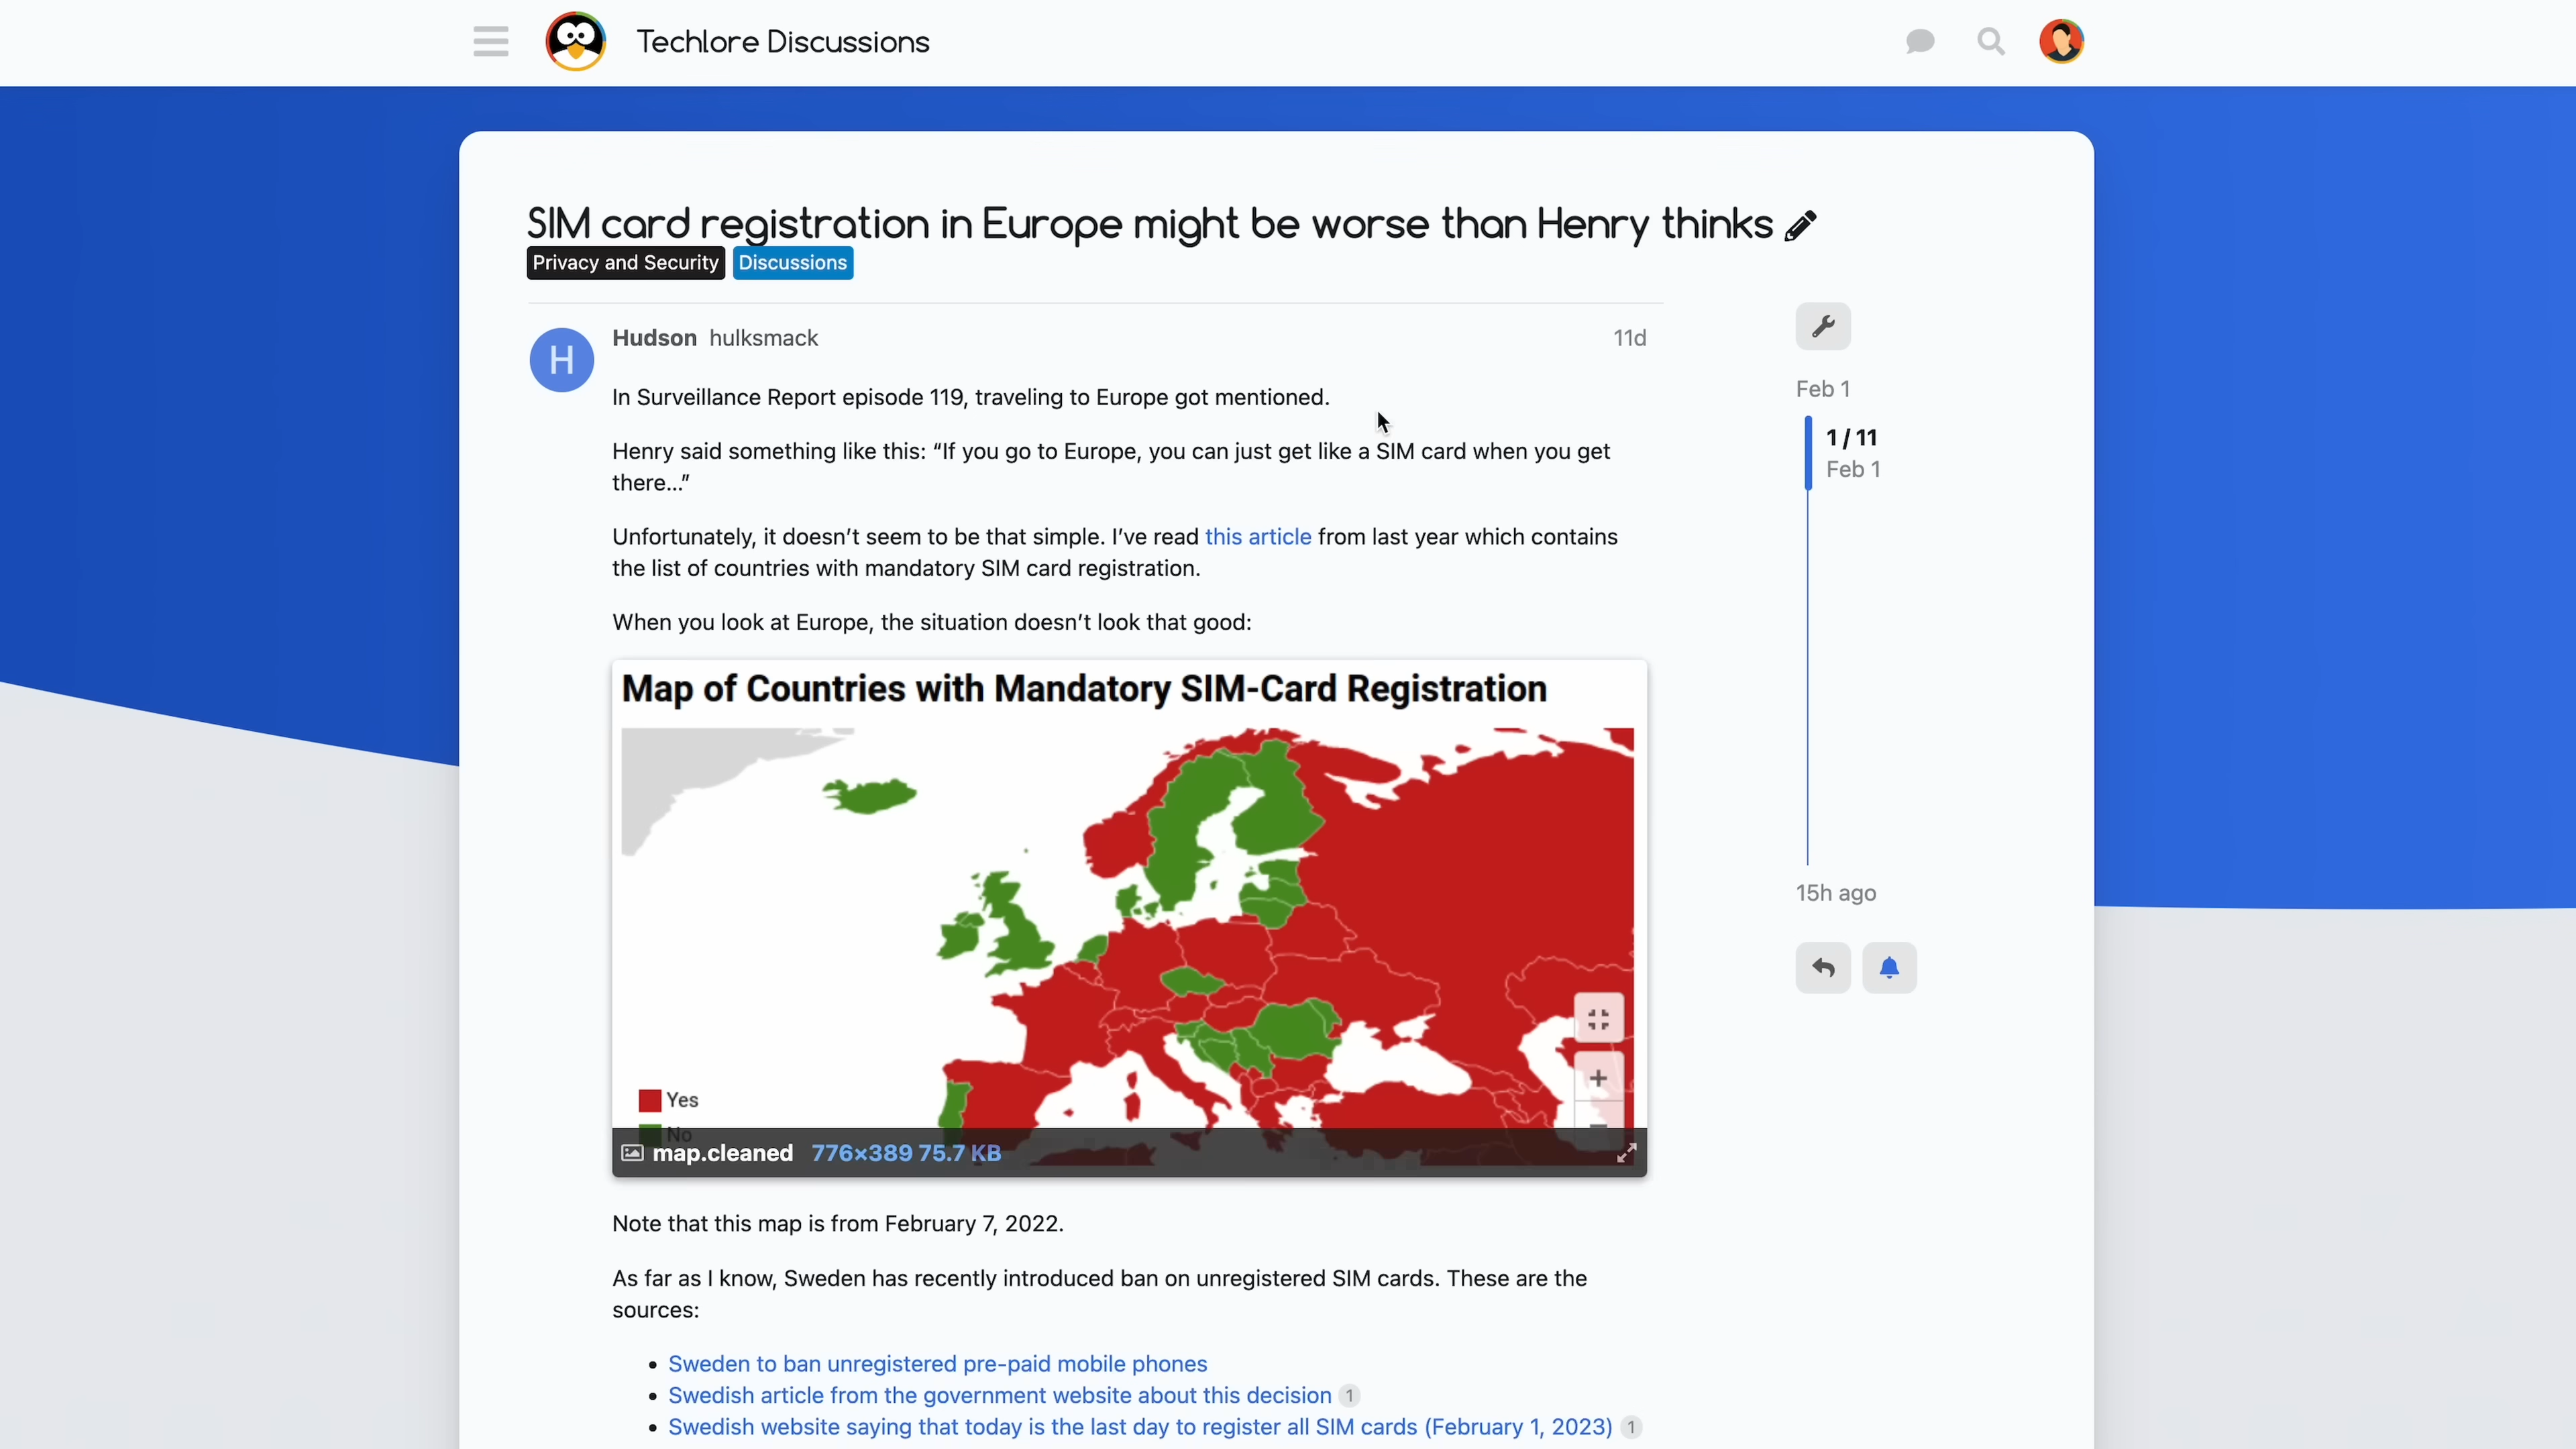 Techlore Discussions
SIM card registration in Europe might be worse than Henry thinks
Privacy and Security Discussions
H
Hudson hulksmack 11d
In Surveillance Report episode 119, traveling to Europe got mentioned.
Henry said something like this: “If you go to Europe, you can just get like a SIM card when you get
there…”
Unfortunately, it doesn’t seem to be that simple. I’ve read this article from last year which contains
the list of countries with mandatory SIM card registration.
When you look at Europe, the situation doesn’t look that good:
Map of Countries with Mandatory SIM-Card Registration
Yes
No
map.cleaned 776×389 75.7 KB
Note that this map is from February 7, 2022.
As far as I know, Sweden has recently introduced ban on unregistered SIM cards. These are the
sources:
• Sweden to ban unregistered pre-paid mobile phones
• Swedish article from the government website about this decision 1
• Swedish website saying that today is the last day to register all SIM cards (February 1, 2023) 1
Feb 1
1 / 11
Feb 1
15h ago